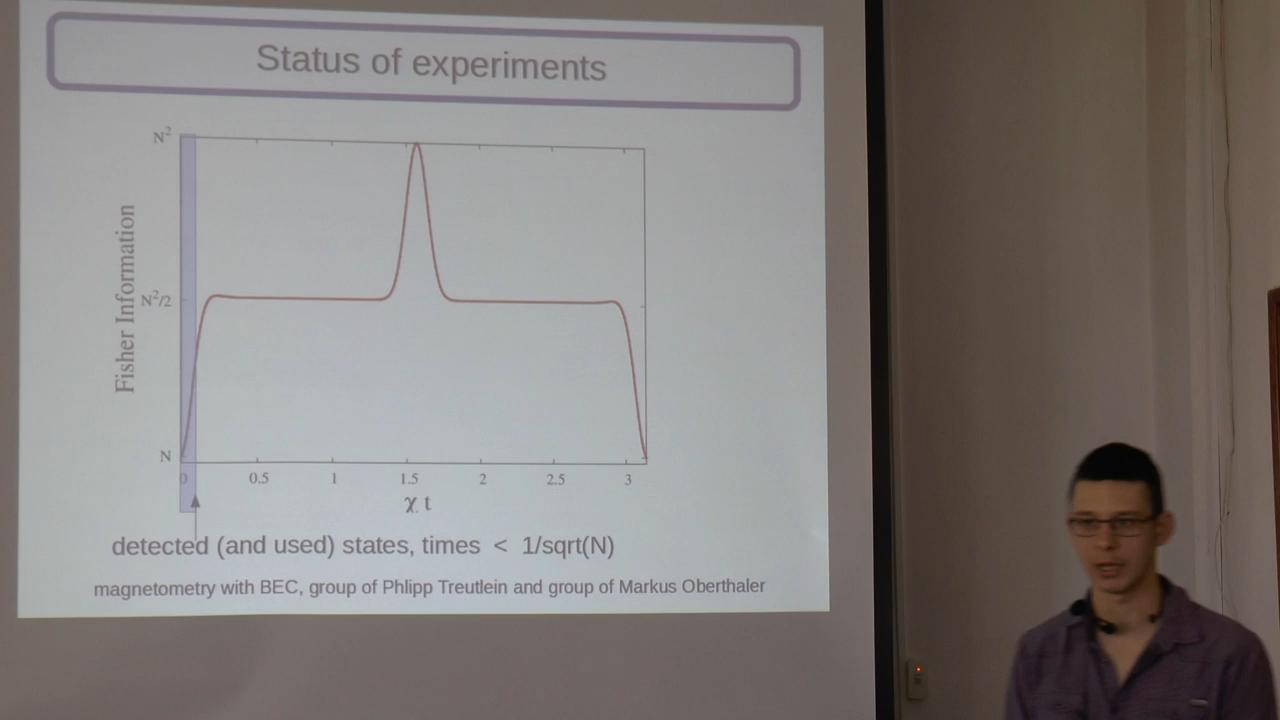 Status of experiments
N²
Fisher Information
N²/2
N
0 0.5 1 1.5 2 2.5 3
χ t
detected (and used) states, times < 1/sqrt(N)
magnetometry with BEC, group of Phlipp Treutlein and group of Markus Oberthaler